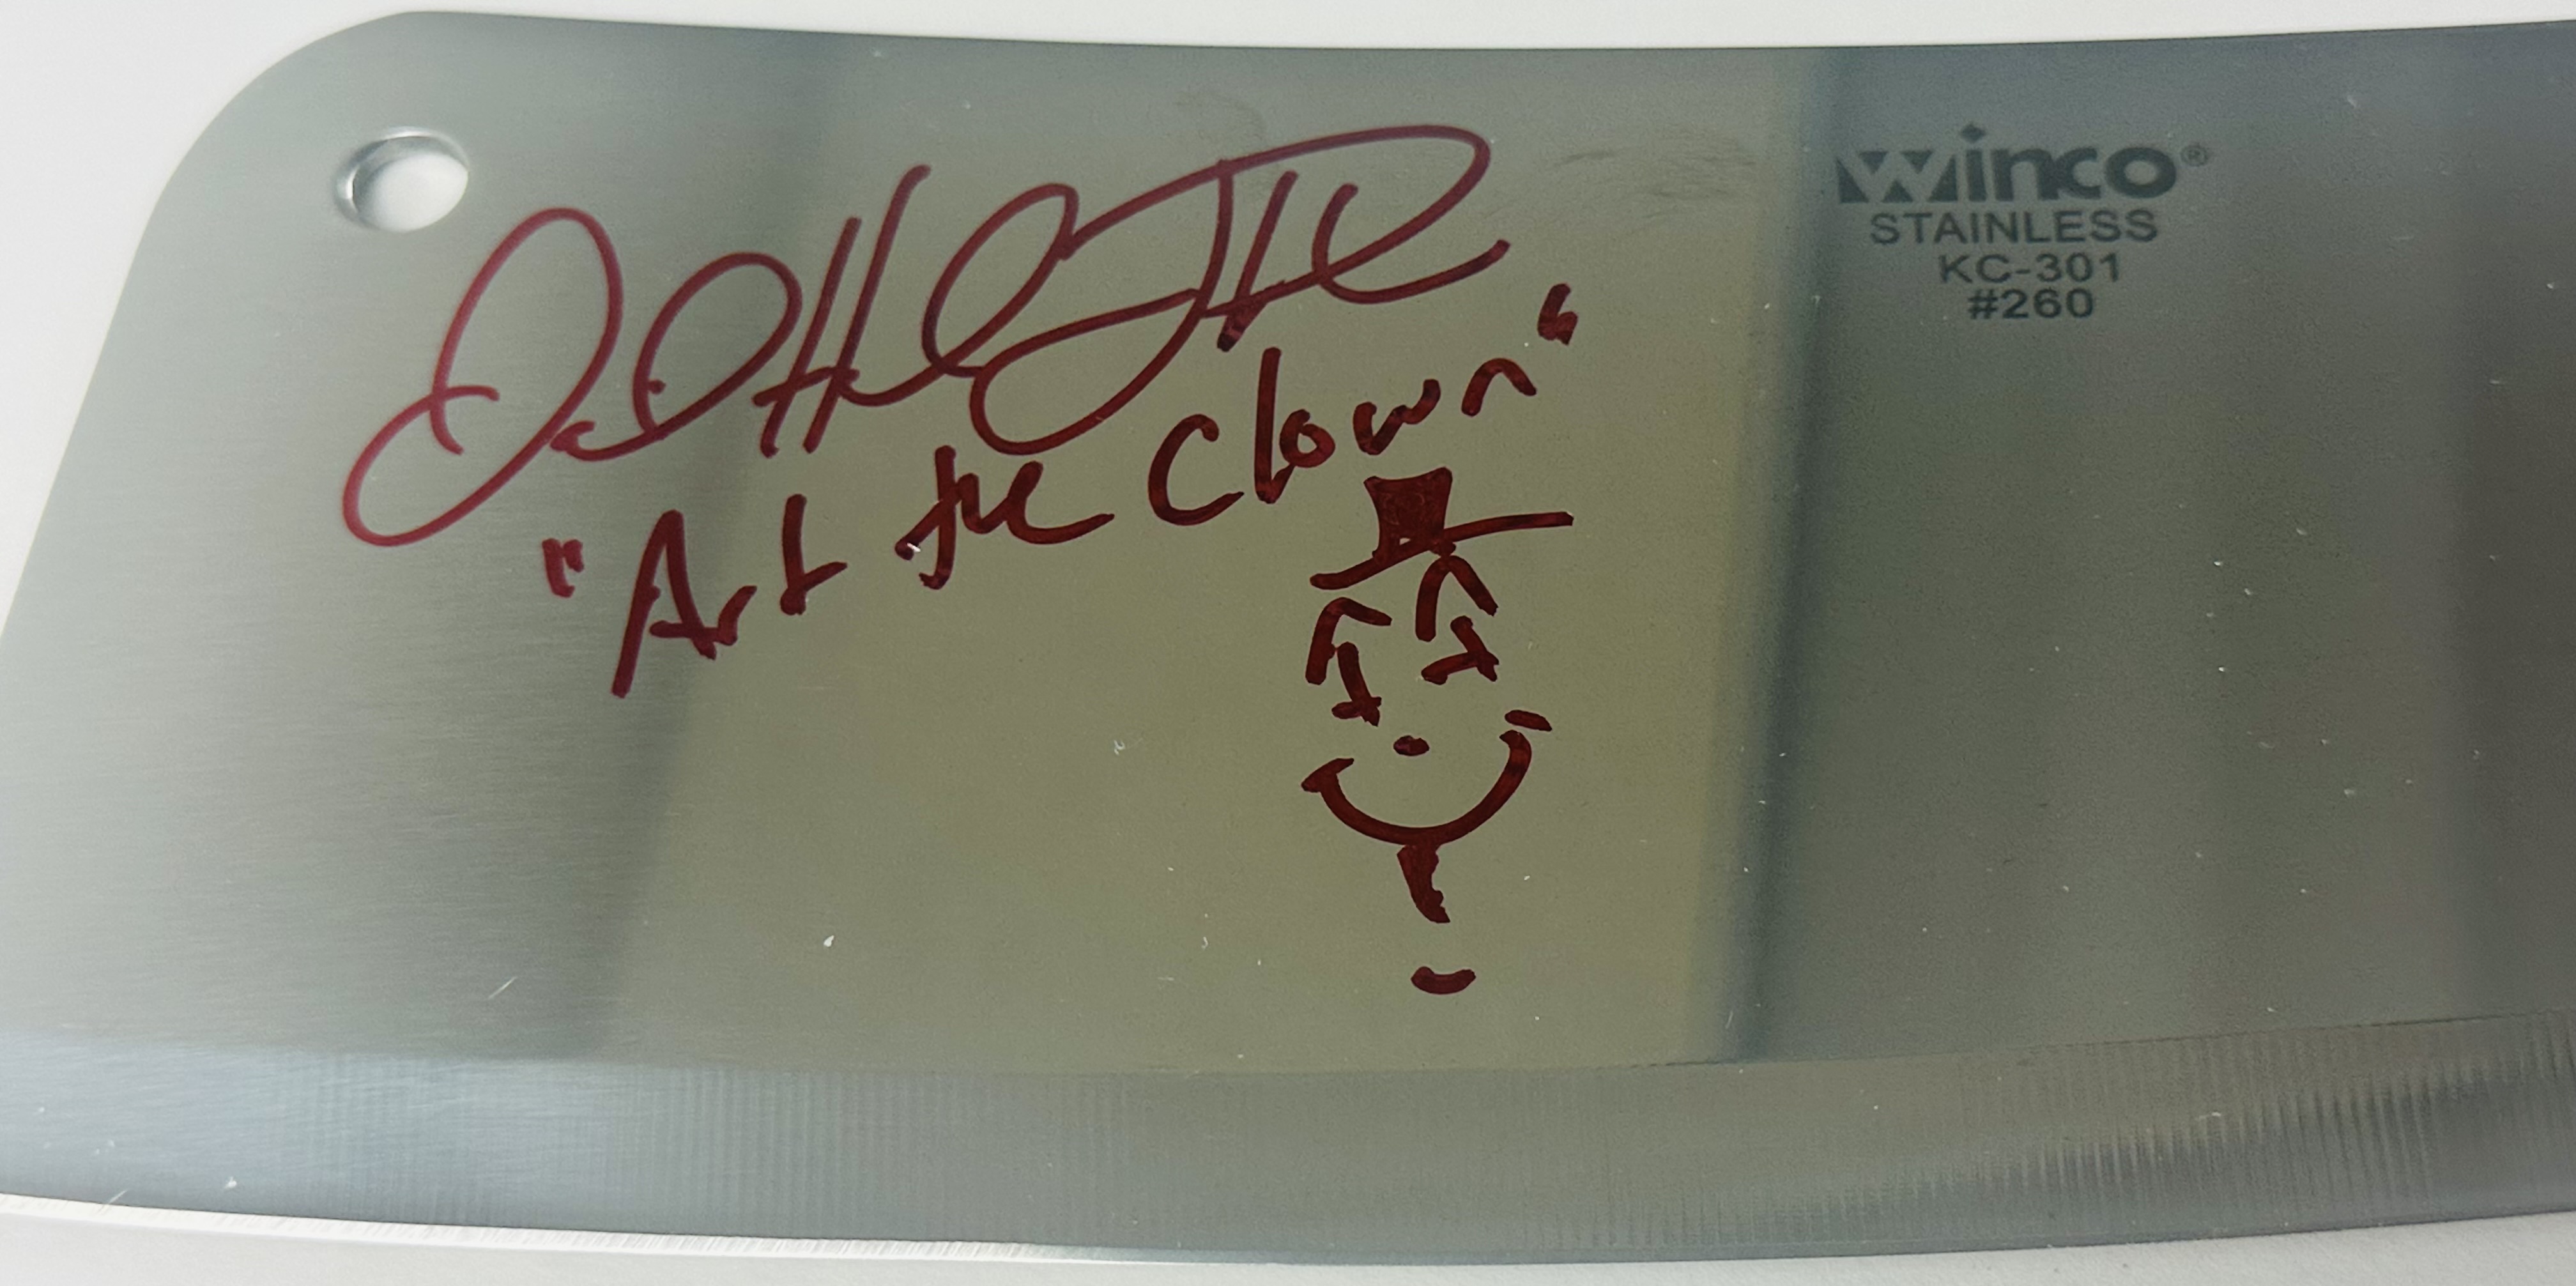 "Art the Clown"
Winco®
STAINLESS
KC-301
#260